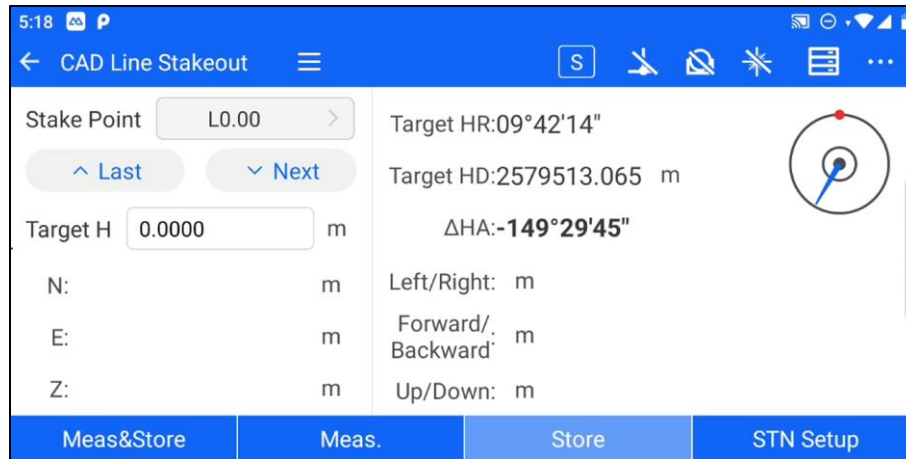 5:18
CAD Line Stakeout
S
Stake Point L0.00
Last Next
Target H 0.0000 m
N: m
E: m
Z: m
Target HR:09°42'14"
Target HD:2579513.065 m
ΔHA:-149°29'45"
Left/Right: m
Forward/
Backward: m
Up/Down: m
Meas&Store Meas. Store STN Setup